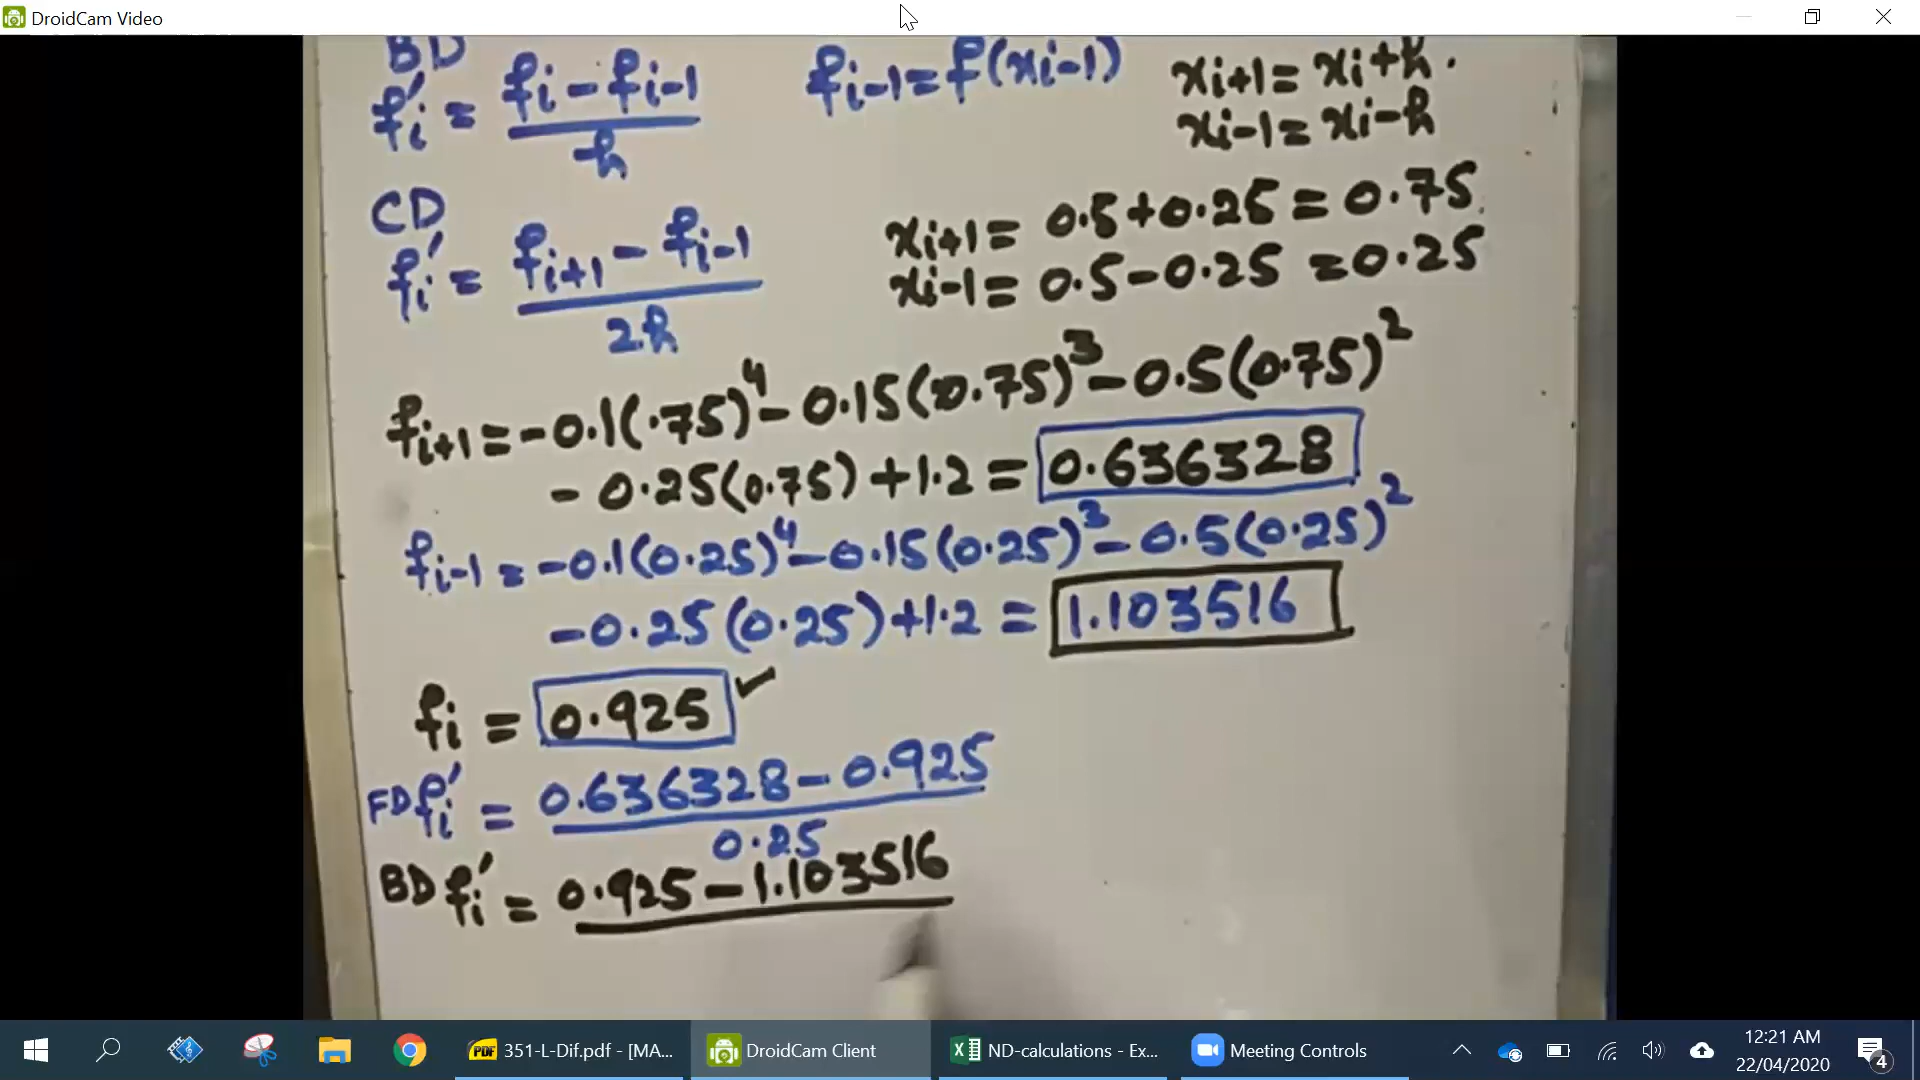 DroidCam Video
BD
fi' = fi - fi-1 / h
fi-1 = f(xi-1)
xi+1 = xi + h.
xi-1 = xi - h
CD
fi' = fi+1 - fi-1 / 2h
xi+1 = 0.5+0.25 = 0.75
xi-1 = 0.5-0.25 = 0.25
fi+1 = -0.1(.75)^4 - 0.15(0.75)^3 - 0.5(0.75)^2
- 0.25(0.75) + 1.2 = 0.636328
fi-1 = -0.1(0.25)^4 - 0.15(0.25)^3 - 0.5(0.25)^2
-0.25(0.25)+1.2 = 1.103516
fi = 0.925 ✓
FD fi' = 0.636328 - 0.925 / 0.25
BD fi' = 0.925 - 1.103516
PDF
351-L-Dif.pdf - [MA...
DroidCam Client
ND-calculations - Ex...
Meeting Controls
12:21 AM
22/04/2020
4